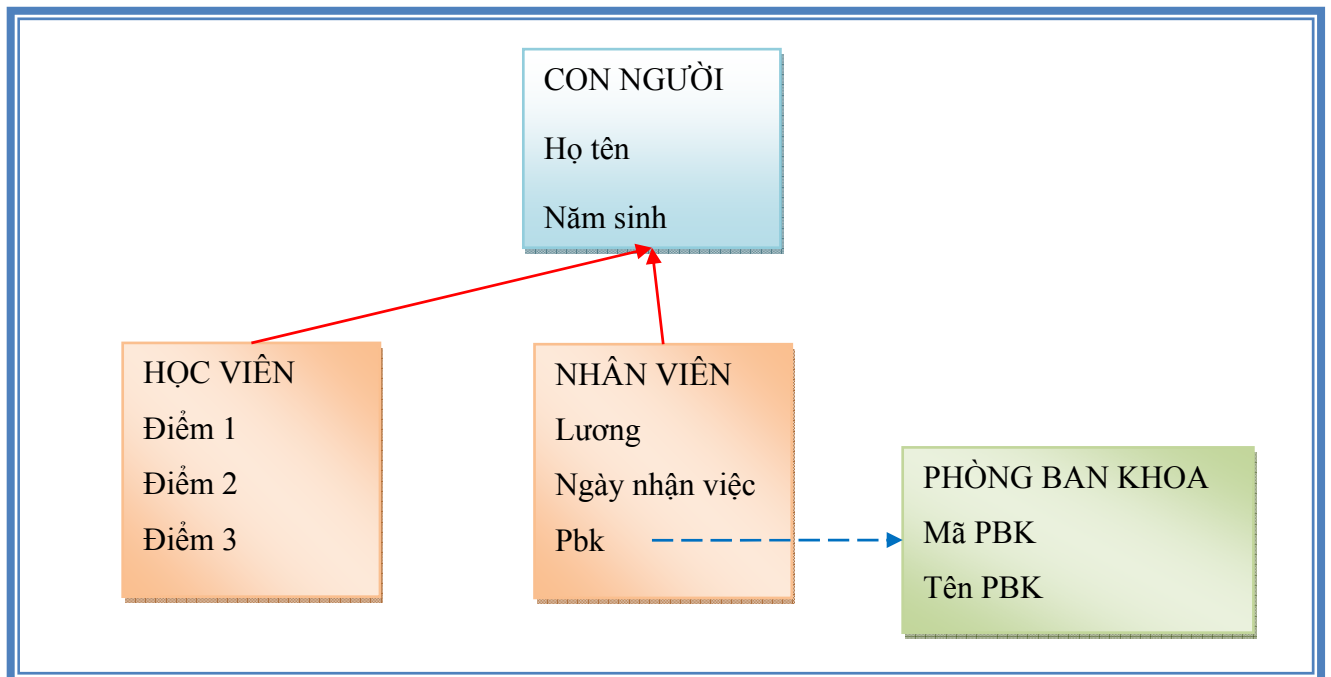 CON NGƯỜI
Họ tên
Năm sinh
HỌC VIÊN
Điểm 1
Điểm 2
Điểm 3
NHÂN VIÊN
Lương
Ngày nhận việc
Pbk
PHÒNG BAN KHOA
Mã PBK
Tên PBK